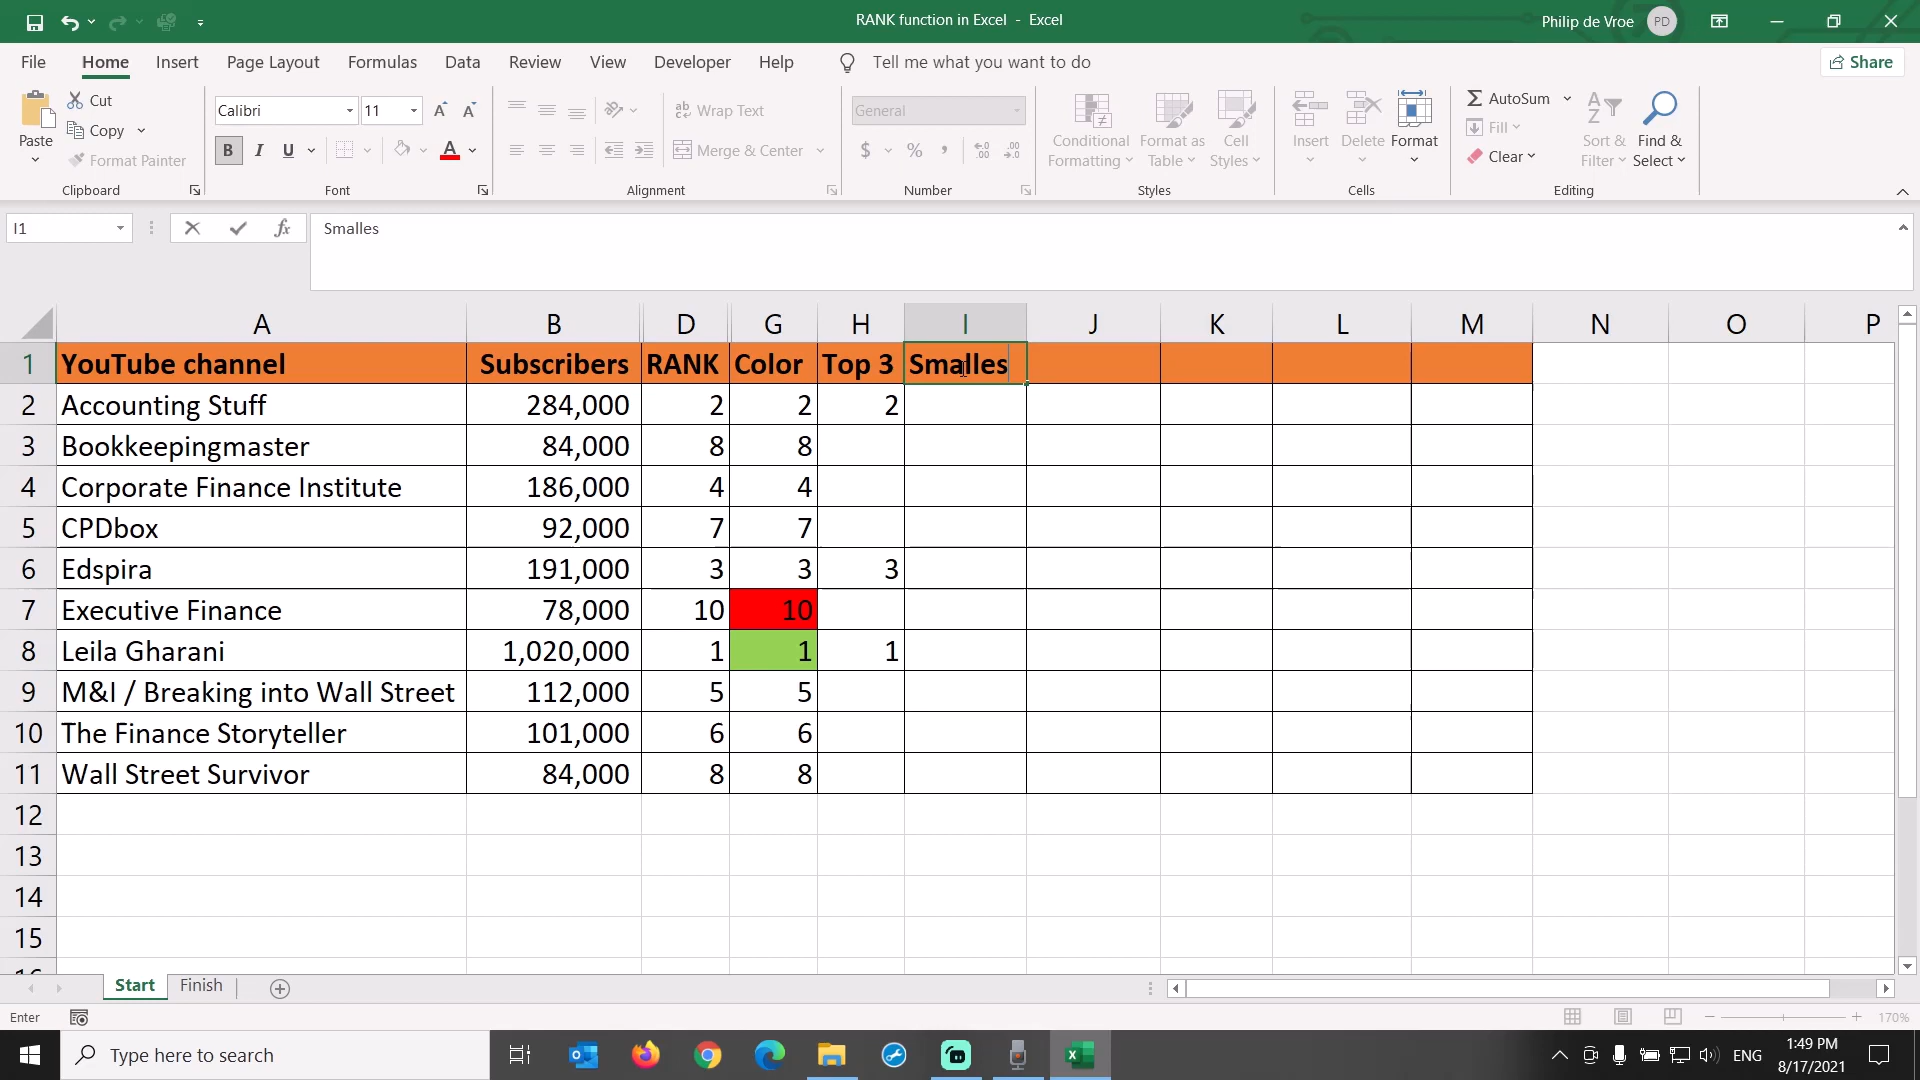 RANK function in Excel - Excel
Philip de Vroe PD
File Home Insert Page Layout Formulas Data Review View Developer Help Tell me what you want to do Share
Paste Cut Copy Format Painter Clipboard
Calibri 11 A A B I U A Font
ab Wrap Text Merge & Center Alignment
General $ % , Number
Conditional Formatting Format as Table Cell Styles Styles
Insert Delete Format Cells
AutoSum Fill Clear Sort & Filter Find & Select Editing
I1 fx Smalles
A B D G H I J K L M N O P
1 YouTube channel Subscribers RANK Color Top 3 Smalles
2 Accounting Stuff 284,000 2 2 2
3 Bookkeepingmaster 84,000 8 8
4 Corporate Finance Institute 186,000 4 4
5 CPDbox 92,000 7 7
6 Edspira 191,000 3 3 3
7 Executive Finance 78,000 10 10
8 Leila Gharani 1,020,000 1 1 1
9 M&I / Breaking into Wall Street 112,000 5 5
10 The Finance Storyteller 101,000 6 6
11 Wall Street Survivor 84,000 8 8
12
13
14
15
Start Finish
Enter 170%
Type here to search ENG 1:49 PM
8/17/2021